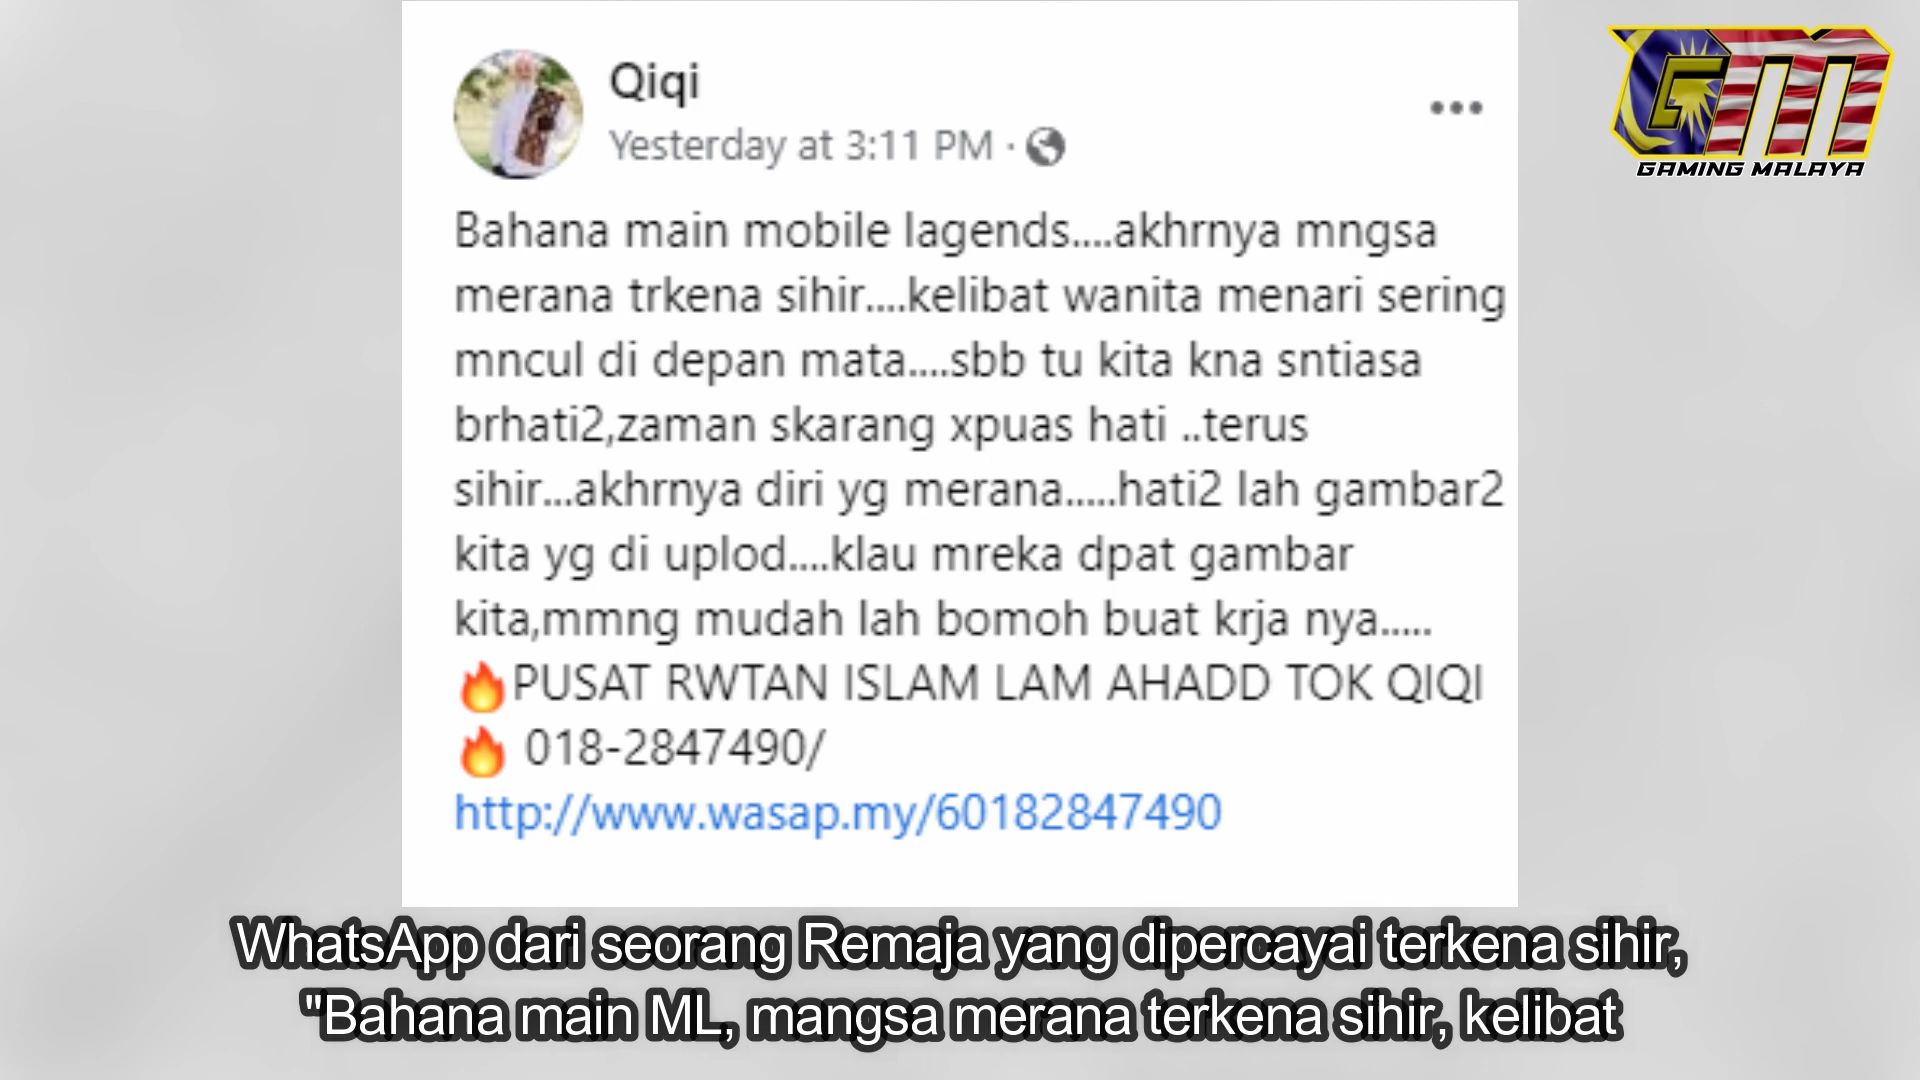 Qiqi
Yesterday at 3:11 PM ·
GM
GAMING MALAYA
Bahana main mobile lagends....akhrnya mngsa
merana trkena sihir....kelibat wanita menari sering
mncul di depan mata....sbb tu kita kna sntiasa
brhati2,zaman skarang xpuas hati ..terus
sihir...akhrnya diri yg merana.....hati2 lah gambar2
kita yg di uplod....klau mreka dpat gambar
kita,mmng mudah lah bomoh buat krja nya.....
🔥PUSAT RWTAN ISLAM LAM AHADD TOK QIQI
🔥 018-2847490/
http://www.wasap.my/60182847490
WhatsApp dari seorang Remaja yang dipercayai terkena sihir,
"Bahana main ML, mangsa merana terkena sihir, kelibat